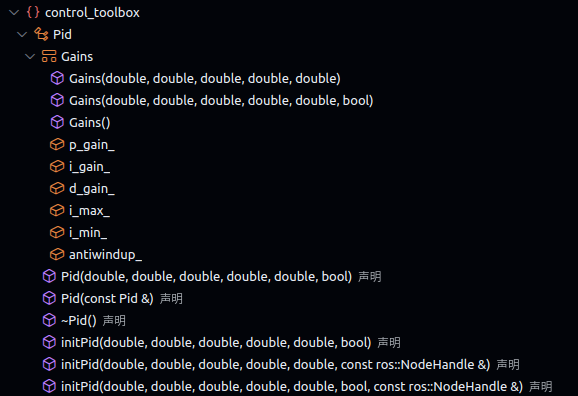 {} control_toolbox
Pid
Gains
Gains(double, double, double, double, double)
Gains(double, double, double, double, double, bool)
Gains()
p_gain_
i_gain_
d_gain_
i_max_
i_min_
antiwindup_
Pid(double, double, double, double, double, bool) 声明
Pid(const Pid &) 声明
~Pid() 声明
initPid(double, double, double, double, double, bool) 声明
initPid(double, double, double, double, double, const ros::NodeHandle &) 声明
initPid(double, double, double, double, double, bool, const ros::NodeHandle &) 声明